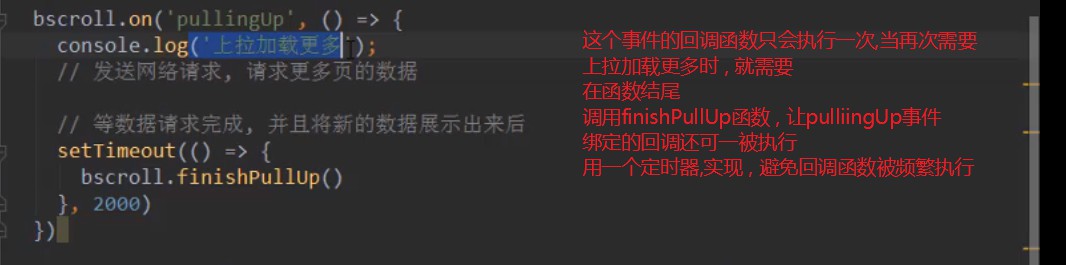 bscroll.on('pullingUp', () => {
console.log('上拉加载更多');
// 发送网络请求, 请求更多页的数据
// 等数据请求完成, 并且将新的数据展示出来后
setTimeout(() => {
bscroll.finishPullUp()
}, 2000)
})
这个事件的回调函数只会执行一次,当再次需要
上拉加载更多时，就需要
在函数结尾
调用finishPullUp函数，让pulliingUp事件
绑定的回调还可一被执行
用一个定时器,实现，避免回调函数被频繁执行